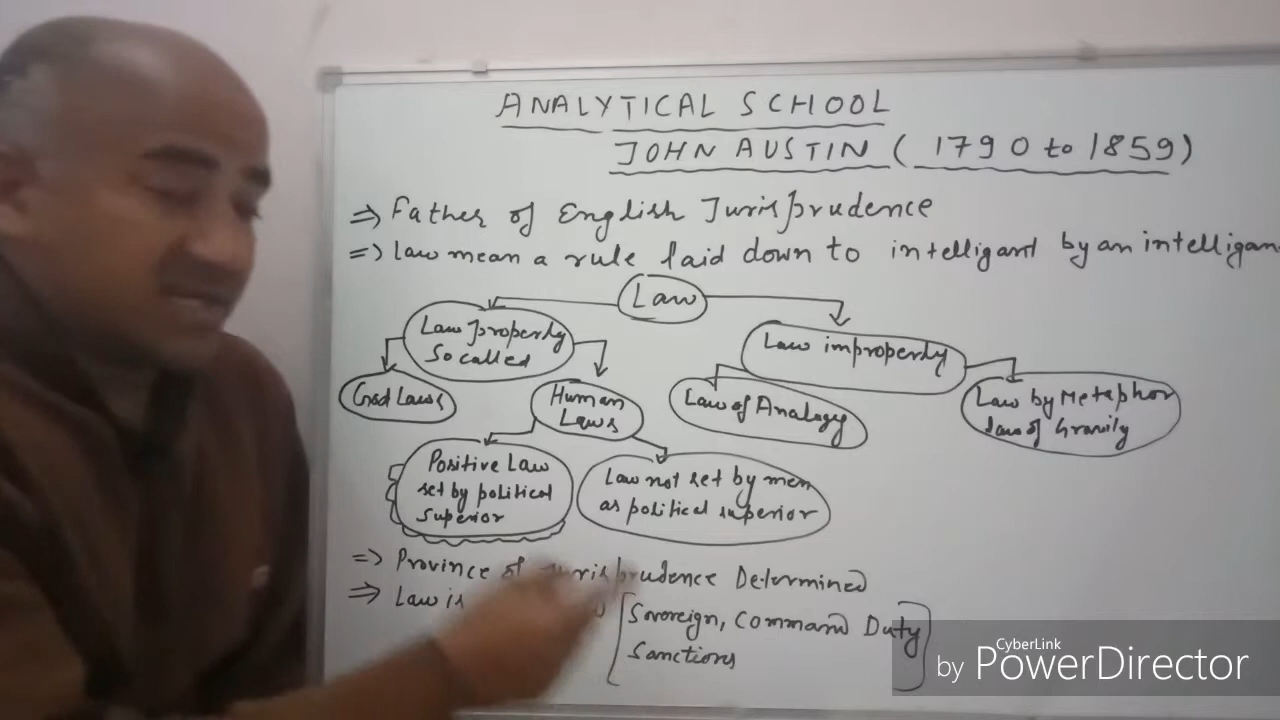 ANALYTICAL SCHOOL
JOHN AUSTIN ( 1790 to 1859)
⇒ Father of English Jurisprudence
⇒ Law mean a rule laid down to intelligant by an intelligan
Law
Law property
So called
Law improperly
God Laws
Human
Laws
Law of Analogy
Law by Metaphor
law of Gravity
Positive Law
set by political
Superior
Law not set by men
as political superior
⇒ Province of Jurisprudence Determined
⇒ Law is
[Sovereign, Command Duty
Sanctions]
CyberLink
by PowerDirector